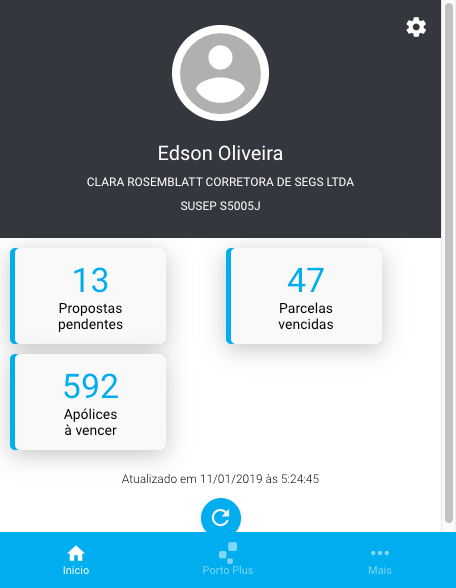 Edson Oliveira
CLARA ROSEMBLATT CORRETORA DE SEGS LTDA
SUSEP S5005J
13
Propostas
pendentes
47
Parcelas
vencidas
592
Apólices
à vencer
Atualizado em 11/01/2019 às 5:24:45
Início
Porto Plus
Mais